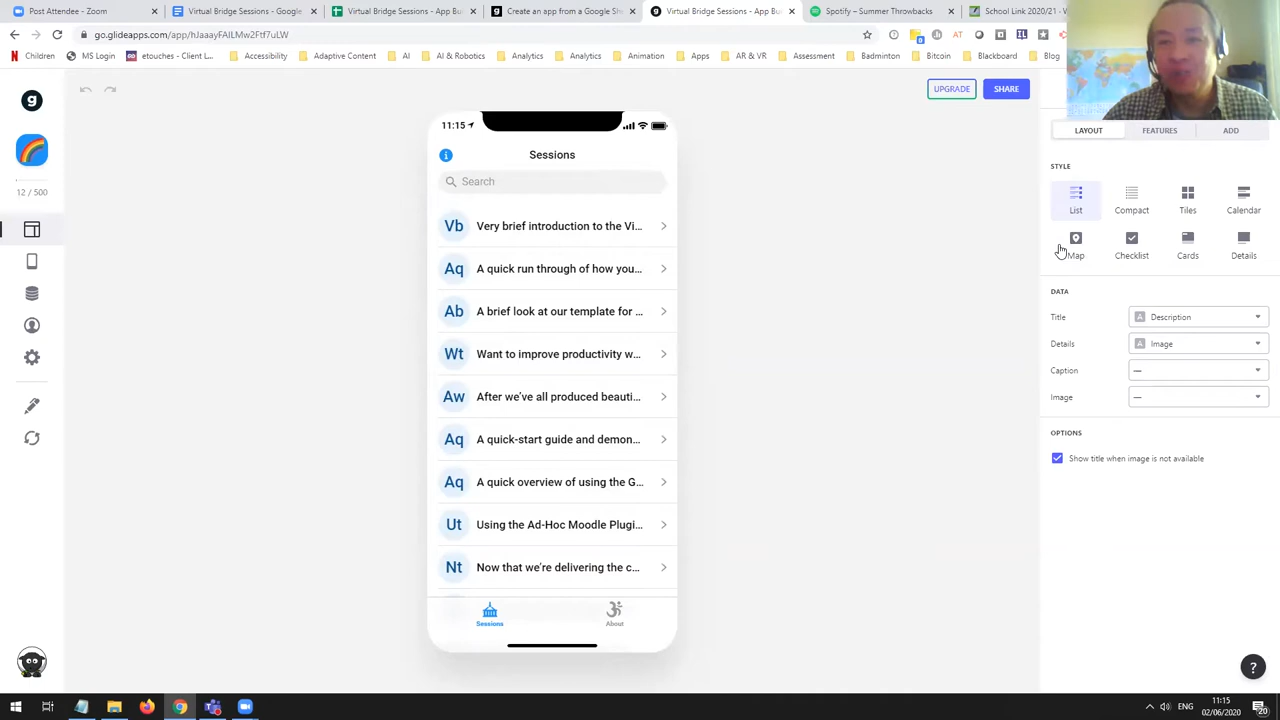 Post Attendee - Zoom
Virtual Bridge Sessions - Google
Virtual Bridge Sessions - App Bu
Create an app from a Google She
Virtual Bridge Sessions - App Bu
Spotify – Summer Throwbacks
School Link 2020/21 - V
go.glideapps.com/app/
Children
MS Login
etouches - Client L...
Accessibility
Adaptive Content
AI
AI & Robotics
Analytics
Analytics
Animation
Apps
AR & VR
Assessment
Badminton
Bitcoin
Blackboard
Blog
g
12 / 500
UPGRADE
SHARE
11:15
Sessions
Search
Vb Very brief introduction to the Vi...
Aq A quick run through of how you...
Ab A brief look at our template for ...
Wt Want to improve productivity w...
Aw After we've all produced beauti...
Aq A quick-start guide and demon...
Aq A quick overview of using the G...
Ut Using the Ad-Hoc Moodle Plugi...
Nt Now that we're delivering the c...
Sessions
About
LAYOUT
FEATURES
ADD
STYLE
List
Compact
Tiles
Calendar
Map
Checklist
Cards
Details
DATA
Title
A Description
Details
A Image
Caption
—
Image
—
OPTIONS
Show title when image is not available
?
ENG
11:15
02/06/2020
20